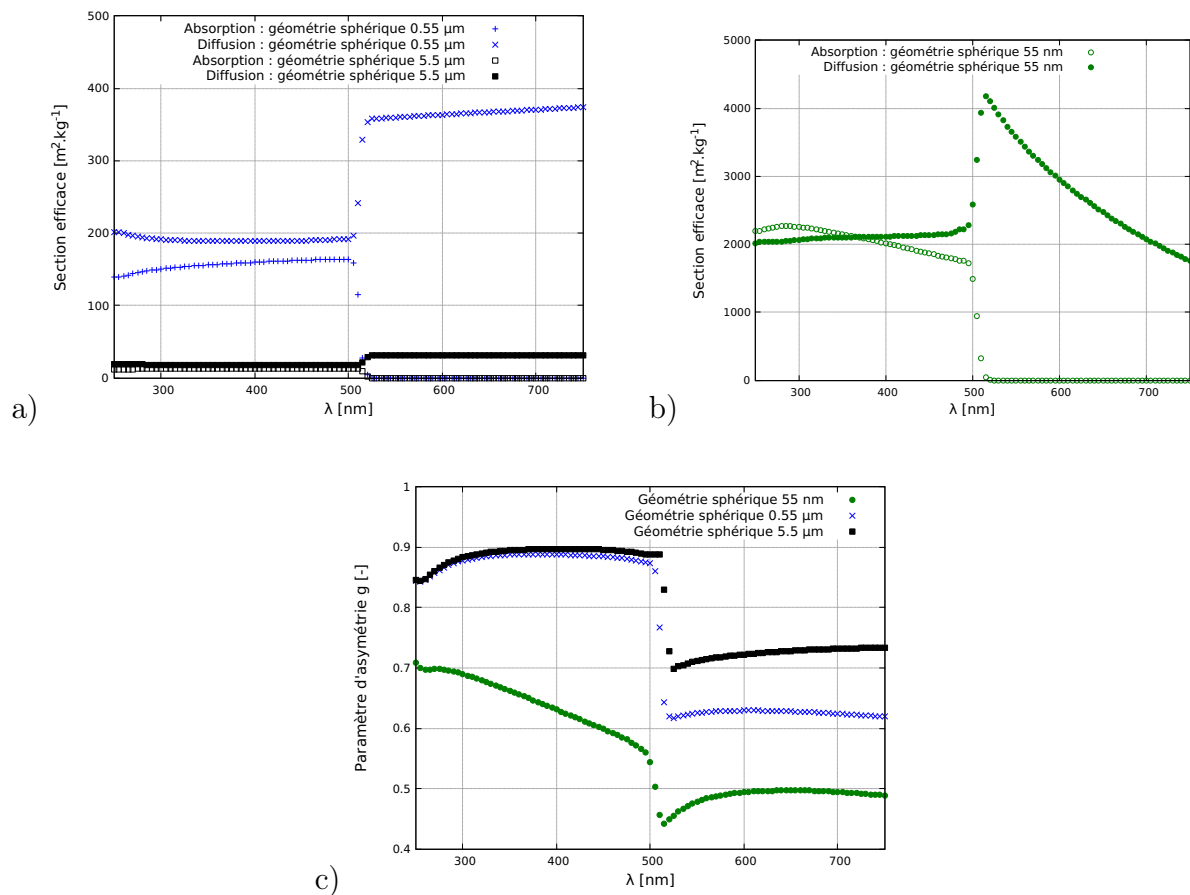 a)
Section efficace [m².kg⁻¹]
500
400
300
200
100
0
Absorption : géométrie sphérique 0.55 µm
Diffusion : géométrie sphérique 0.55 µm
Absorption : géométrie sphérique 5.5 µm
Diffusion : géométrie sphérique 5.5 µm
300 400 500 600 700
λ [nm]
b)
Section efficace [m².kg⁻¹]
5000
4000
3000
2000
1000
0
Absorption : géométrie sphérique 55 nm
Diffusion : géométrie sphérique 55 nm
300 400 500 600 700
λ [nm]
c)
Paramètre d'asymétrie g [-]
1
0.9
0.8
0.7
0.6
0.5
0.4
Géométrie sphérique 55 nm
Géométrie sphérique 0.55 µm
Géométrie sphérique 5.5 µm
300 400 500 600 700
λ [nm]